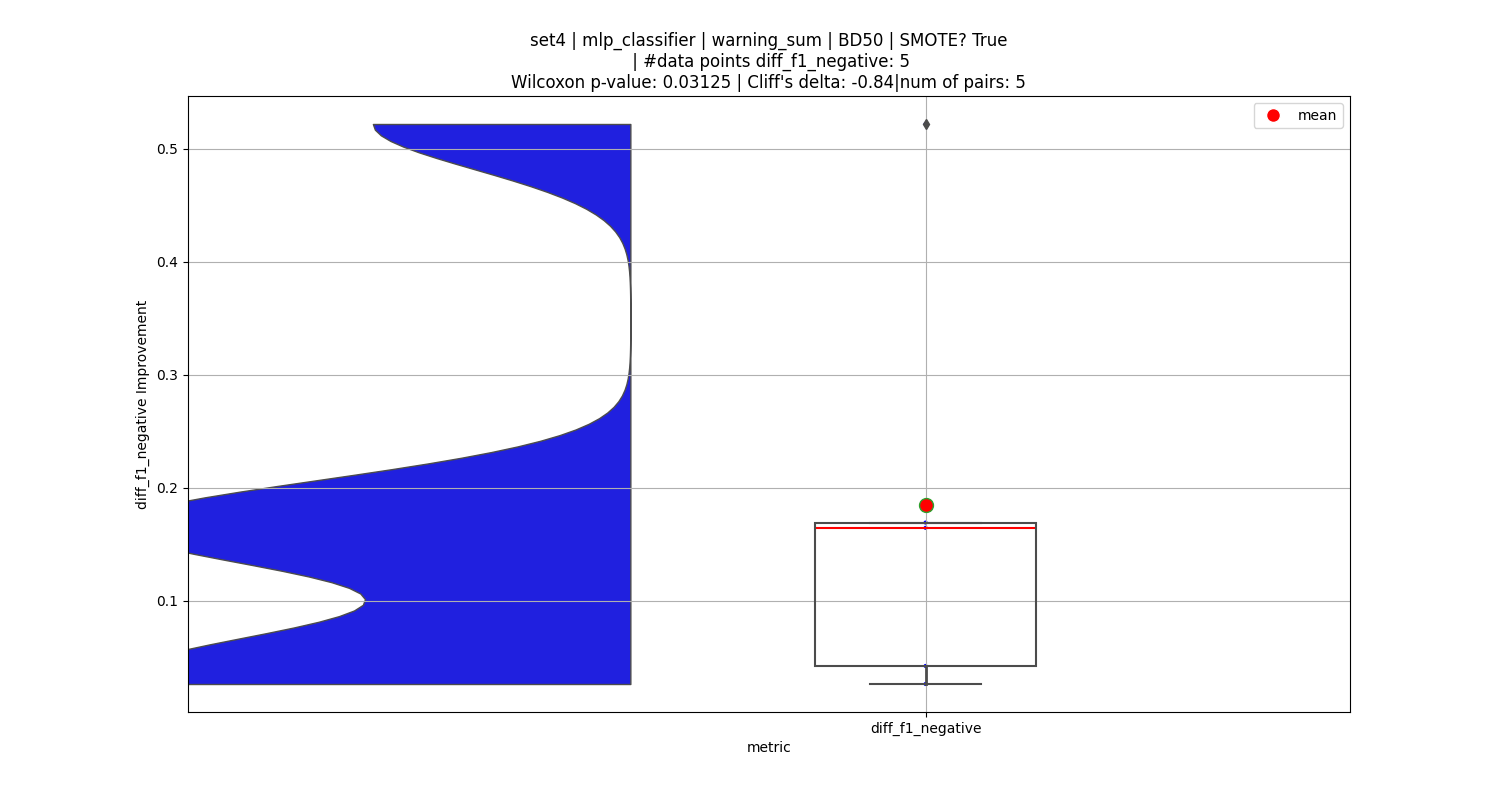 set4 | mlp_classifier | warning_sum | BD50 | SMOTE? True
| #data points diff_f1_negative: 5
Wilcoxon p-value: 0.03125 | Cliff's delta: -0.84|num of pairs: 5
mean
0.5
0.4
0.3
0.2
0.1
diff_f1_negative Improvement
diff_f1_negative
metric